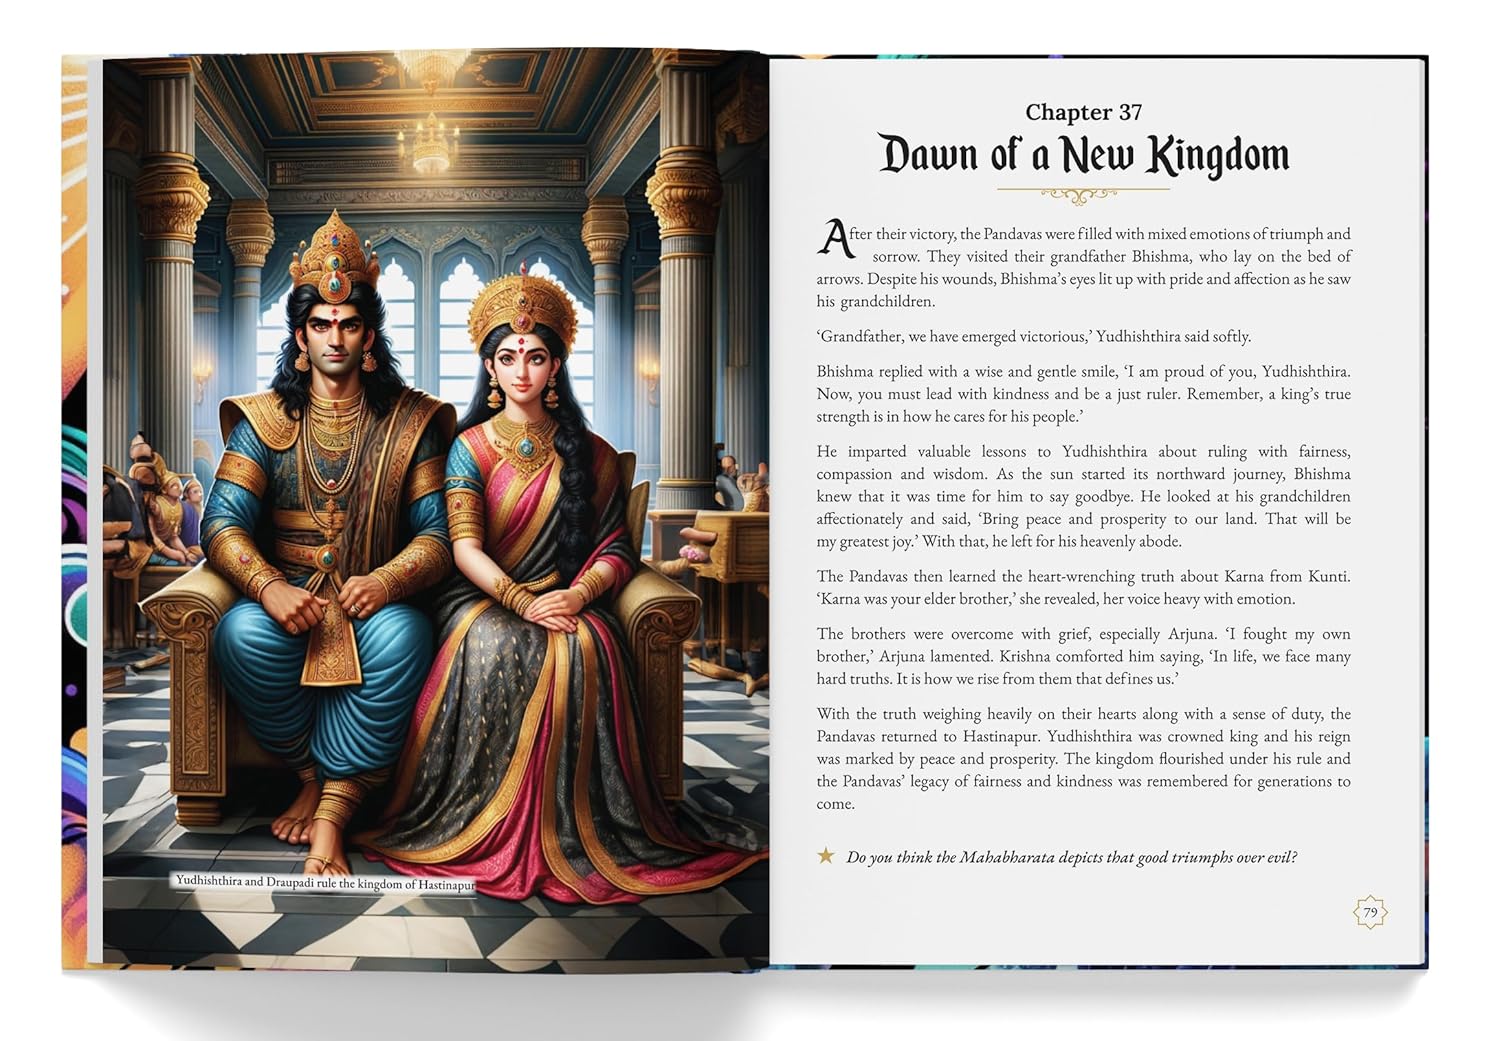 Yudhishthira and Draupadi rule the kingdom of Hastinapur
Chapter 37
Dawn of a New Kingdom
After their victory, the Pandavas were filled with mixed emotions of triumph and
sorrow. They visited their grandfather Bhishma, who lay on the bed of
arrows. Despite his wounds, Bhishma’s eyes lit up with pride and affection as he saw
his grandchildren.
‘Grandfather, we have emerged victorious,’ Yudhishthira said softly.
Bhishma replied with a wise and gentle smile, ‘I am proud of you, Yudhishthira.
Now, you must lead with kindness and be a just ruler. Remember, a king’s true
strength is in how he cares for his people.’
He imparted valuable lessons to Yudhishthira about ruling with fairness,
compassion and wisdom. As the sun started its northward journey, Bhishma
knew that it was time for him to say goodbye. He looked at his grandchildren
affectionately and said, ‘Bring peace and prosperity to our land. That will be
my greatest joy.’ With that, he left for his heavenly abode.
The Pandavas then learned the heart-wrenching truth about Karna from Kunti.
‘Karna was your elder brother,’ she revealed, her voice heavy with emotion.
The brothers were overcome with grief, especially Arjuna. ‘I fought my own
brother,’ Arjuna lamented. Krishna comforted him saying, ‘In life, we face many
hard truths. It is how we rise from them that defines us.’
With the truth weighing heavily on their hearts along with a sense of duty, the
Pandavas returned to Hastinapur. Yudhishthira was crowned king and his reign
was marked by peace and prosperity. The kingdom flourished under his rule and
the Pandavas’ legacy of fairness and kindness was remembered for generations to
come.
Do you think the Mahabharata depicts that good triumphs over evil?
79